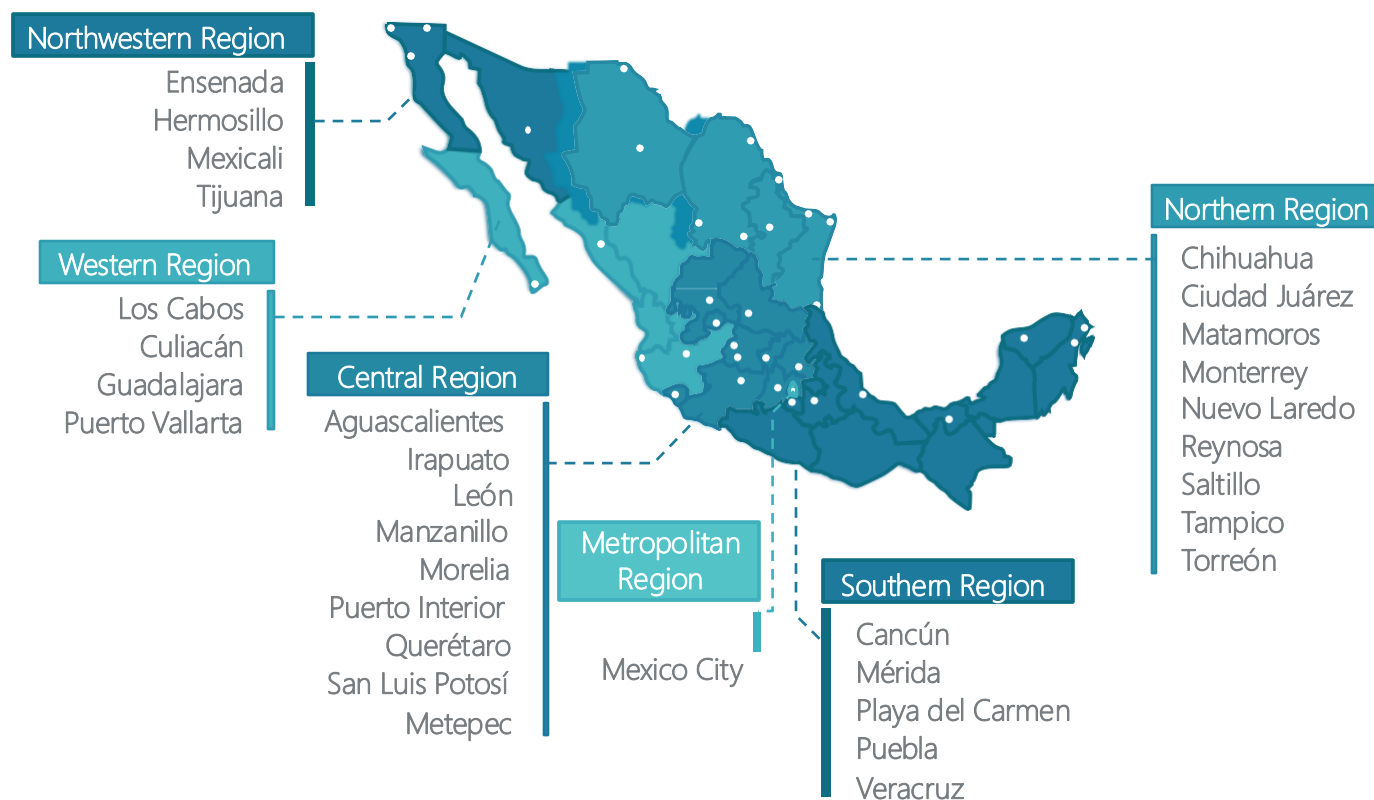 Northwestern Region
Ensenada
Hermosillo
Mexicali
Tijuana
Western Region
Los Cabos
Culiacán
Guadalajara
Puerto Vallarta
Central Region
Aguascalientes
Irapuato
León
Manzanillo
Morelia
Puerto Interior
Querétaro
San Luis Potosí
Metepec
Metropolitan
Region
Mexico City
Southern Region
Cancún
Mérida
Playa del Carmen
Puebla
Veracruz
Northern Region
Chihuahua
Ciudad Juárez
Matamoros
Monterrey
Nuevo Laredo
Reynosa
Saltillo
Tampico
Torreón